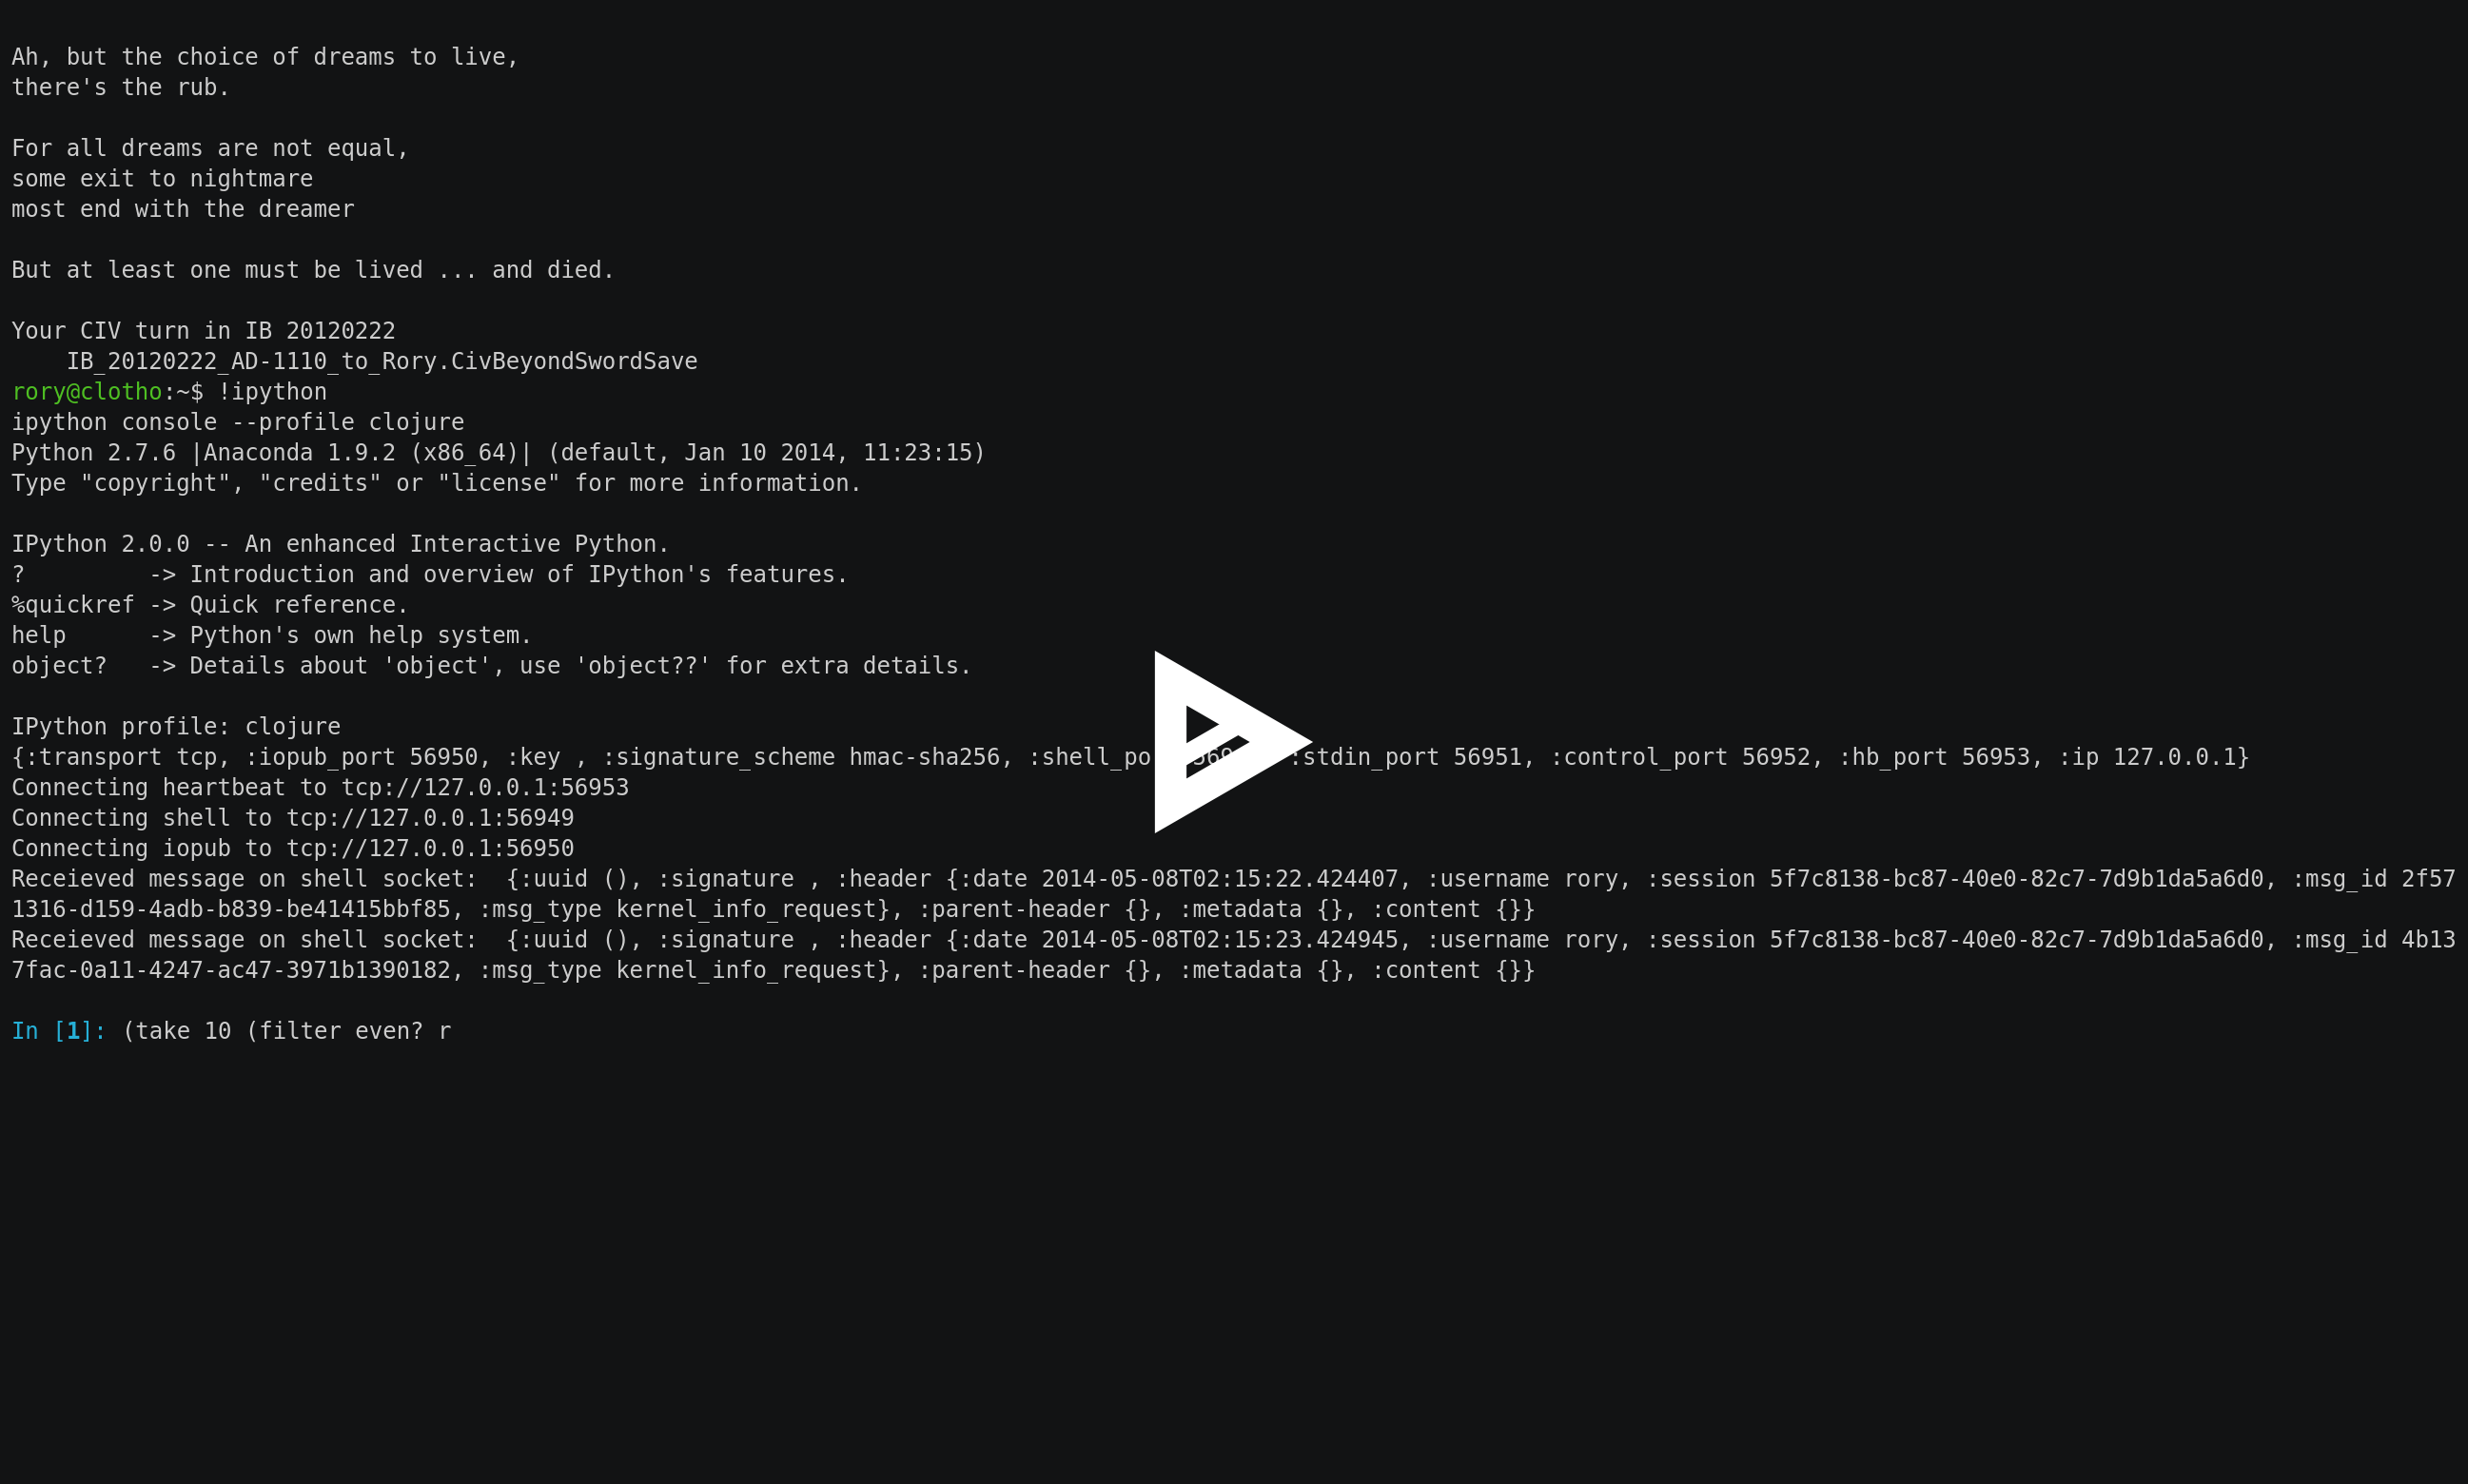 Ah, but the choice of dreams to live,
there's the rub.

For all dreams are not equal,
some exit to nightmare
most end with the dreamer

But at least one must be lived ... and died.

Your CIV turn in IB 20120222
    IB_20120222_AD-1110_to_Rory.CivBeyondSwordSave
rory@clotho:~$ !ipython
ipython console --profile clojure
Python 2.7.6 |Anaconda 1.9.2 (x86_64)| (default, Jan 10 2014, 11:23:15)
Type "copyright", "credits" or "license" for more information.

IPython 2.0.0 -- An enhanced Interactive Python.
?         -> Introduction and overview of IPython's features.
%quickref -> Quick reference.
help      -> Python's own help system.
object?   -> Details about 'object', use 'object??' for extra details.

IPython profile: clojure
{:transport tcp, :iopub_port 56950, :key , :signature_scheme hmac-sha256, :stdin_port 56951, :control_port 56952, :hb_port 56953, :ip 127.0.0.1}
Connecting heartbeat to tcp://127.0.0.1:56953
Connecting shell to tcp://127.0.0.1:56949
Connecting iopub to tcp://127.0.0.1:56950
Receieved message on shell socket:  {:uuid (), :signature , :header {:date 2014-05-08T02:15:22.424407, :username rory, :session 5f7c8138-bc87-40e0-82c7-7d9b1da5a6d0, :msg_id 2f57
1316-d159-4adb-b839-be41415bbf85, :msg_type kernel_info_request}, :parent-header {}, :metadata {}, :content {}}
Receieved message on shell socket:  {:uuid (), :signature , :header {:date 2014-05-08T02:15:23.424945, :username rory, :session 5f7c8138-bc87-40e0-82c7-7d9b1da5a6d0, :msg_id 4b13
7fac-0a11-4247-ac47-3971b1390182, :msg_type kernel_info_request}, :parent-header {}, :metadata {}, :content {}}

In [1]: (take 10 (filter even? r